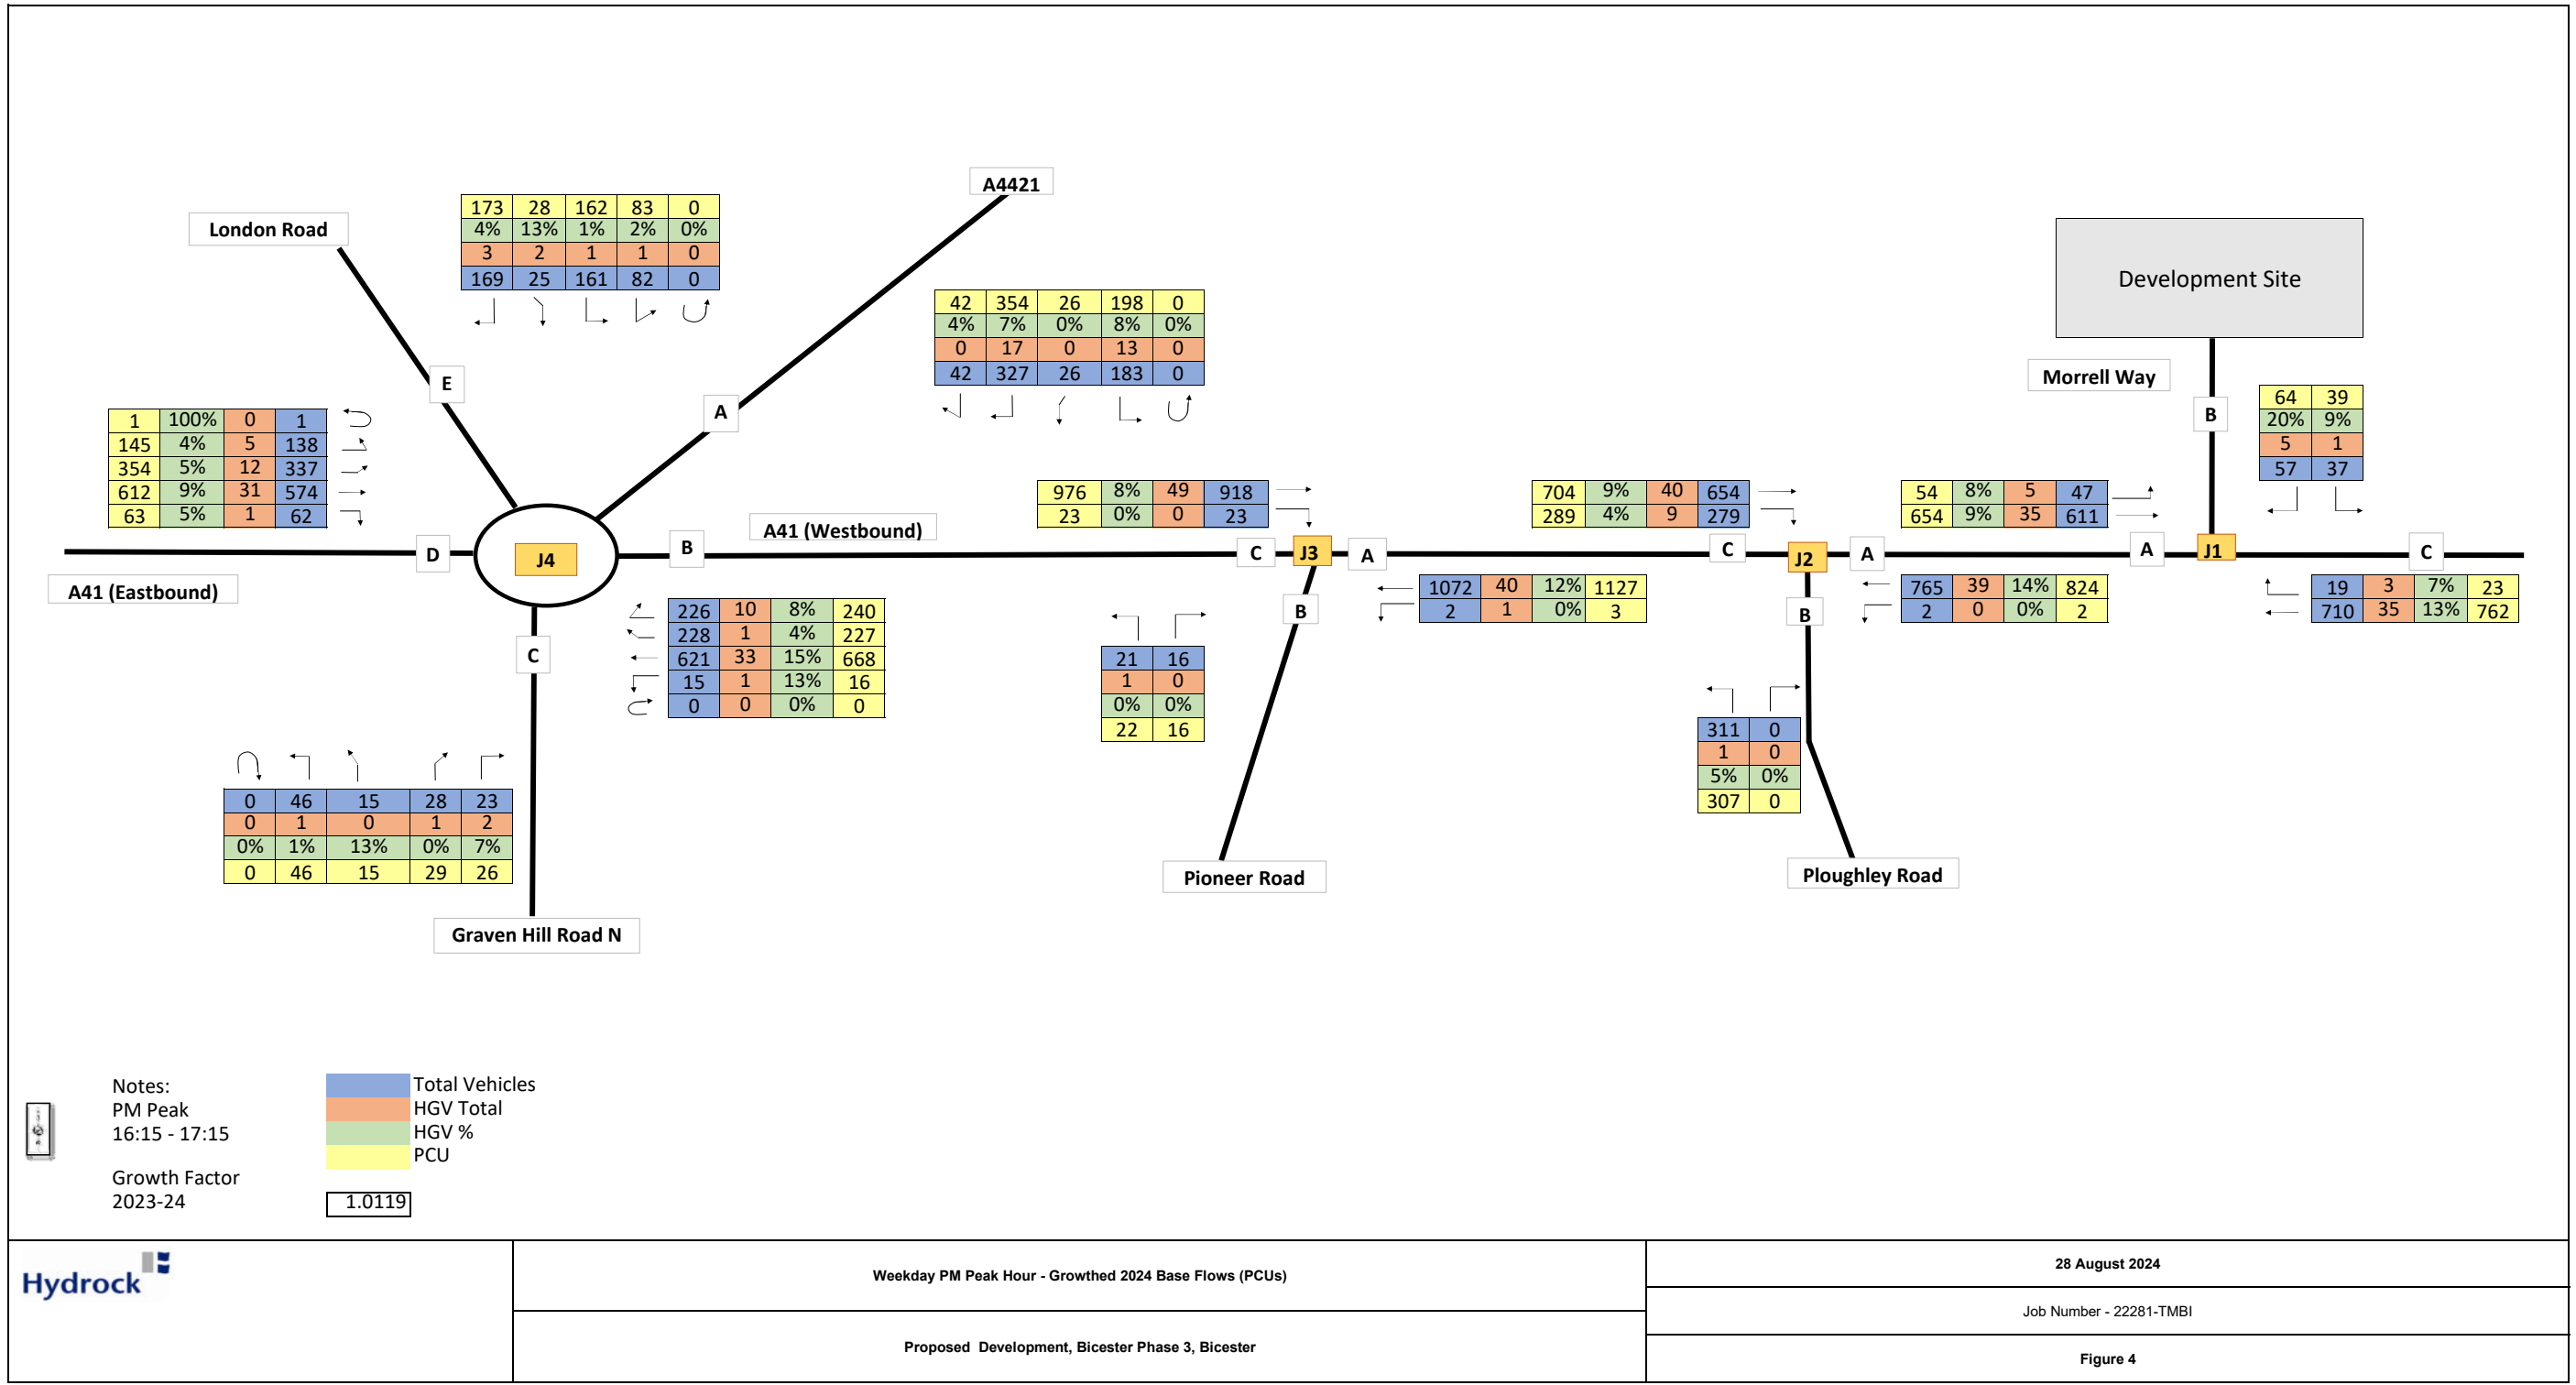 A4421
London Road
173 28 162 83 0
4% 13% 1% 2% 0%
3 2 1 1 0
169 25 161 82 0
Development Site
42 354 26 198 0
4% 7% 0% 8% 0%
0 17 0 13 0
42 327 26 183 0
Morrell Way
E
A
B
64 39
20% 9%
5 1
57 37
1 100% 0 1
145 4% 5 138
354 5% 12 337
612 9% 31 574
63 5% 1 62
976 8% 49 918
23 0% 0 23
704 9% 40 654
289 4% 9 279
54 8% 5 47
654 9% 35 611
A41 (Westbound)
D
J4
B
C
J3
A
C
J2
A
A
J1
C
A41 (Eastbound)
226 10 8% 240
228 1 4% 227
621 33 15% 668
15 1 13% 16
0 0 0% 0
1072 40 12% 1127
2 1 0% 3
765 39 14% 824
2 0 0% 2
19 3 7% 23
710 35 13% 762
B
B
C
21 16
1 0
0% 0%
22 16
311 0
1 0
5% 0%
307 0
0 46 15 28 23
0 1 0 1 2
0% 1% 13% 0% 7%
0 46 15 29 26
Pioneer Road
Ploughley Road
Graven Hill Road N
Notes:
PM Peak
16:15 - 17:15
Growth Factor
2023-24
Total Vehicles
HGV Total
HGV %
PCU
1.0119
Hydrock
Weekday PM Peak Hour - Growthed 2024 Base Flows (PCUs)
Proposed Development, Bicester Phase 3, Bicester
28 August 2024
Job Number - 22281-TMBI
Figure 4